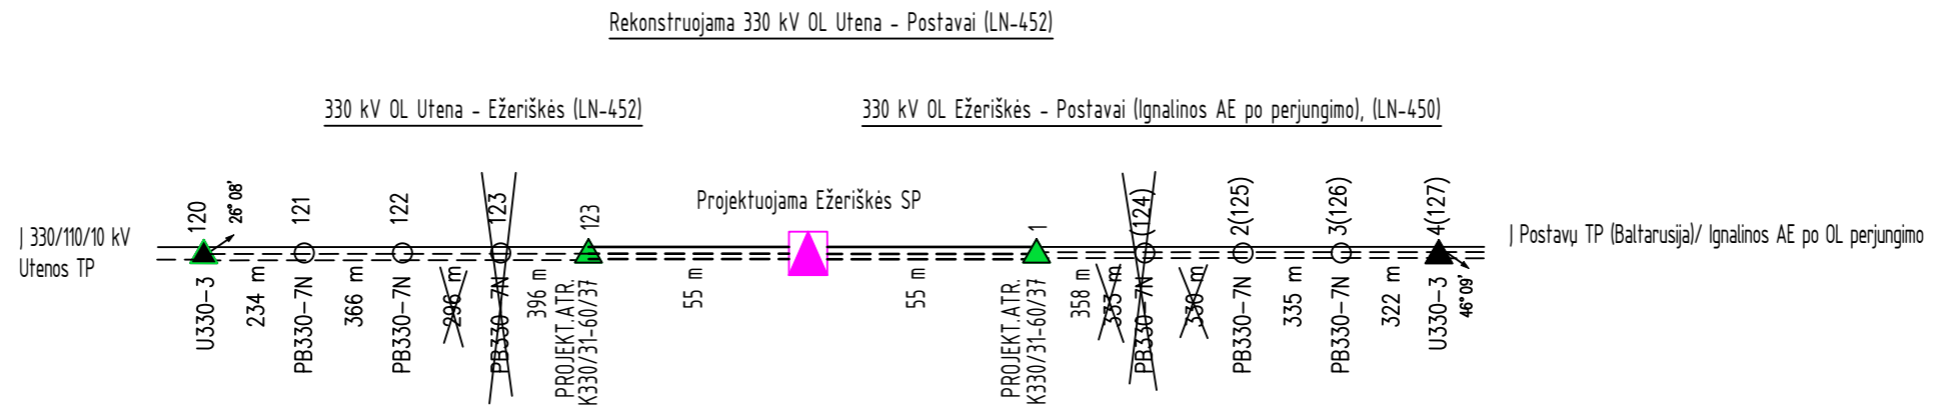 Rekonstruojama 330 kV OL Utena - Postavai (LN-452)
330 kV OL Utena - Ežeriškės (LN-452)
330 kV OL Ežeriškės - Postavai (Ignalinos AE po perjungimo), (LN-450)
Į 330/110/10 kV
Utenos TP
120
26°08'
U330-3
234 m
121
PB330-7N
366 m
122
PB330-7N
296 m
123
PB330-7N
396 m
123
PROJEKT.ATR.
K330/31-60/37
55 m
Projektuojama Ežeriškės SP
55 m
1
PROJEKT.ATR.
K330/31-60/37
358 m
333 m
(124)
PB330-7N
330 m
2(125)
PB330-7N
335 m
3(126)
PB330-7N
322 m
4(127)
U330-3
46°09'
Į Postavų TP (Baltarusija)/ Ignalinos AE po OL perjungimo